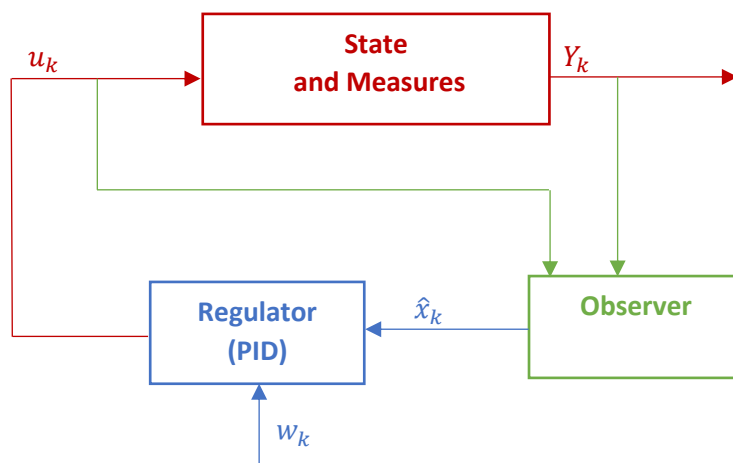 State
and Measures
u_k
Y_k
Regulator
(PID)
x̂_k
Observer
w_k